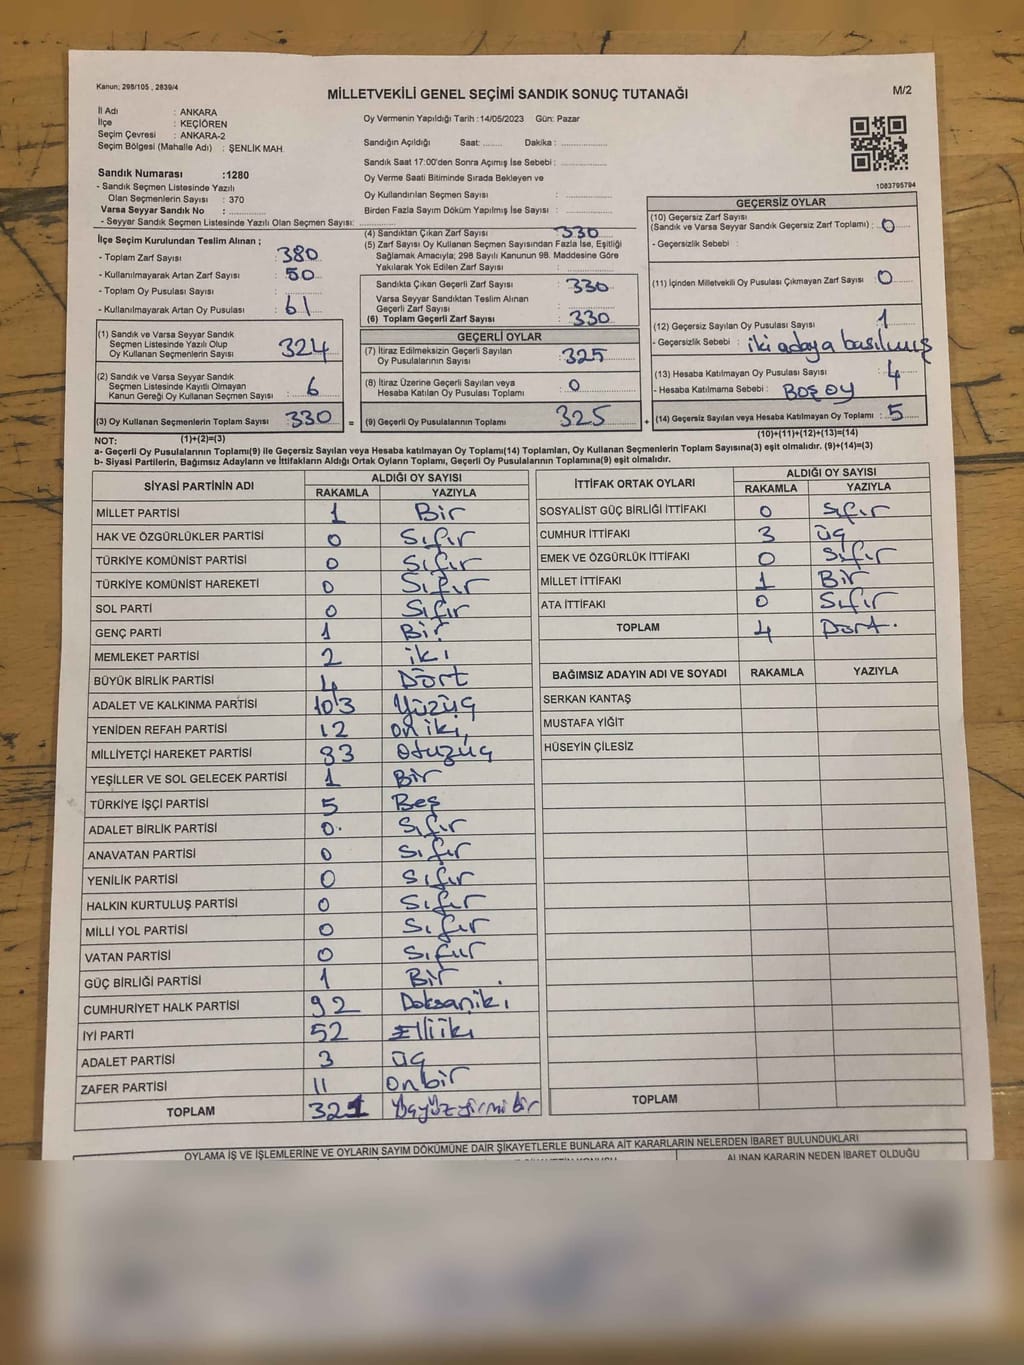 Kanun; 298/105 , 2839/4
MİLLETVEKİLİ GENEL SEÇİMİ SANDIK SONUÇ TUTANAĞI
M/2
İl Adı : ANKARA
İlçe : KEÇİÖREN
Seçim Çevresi : ANKARA-2
Seçim Bölgesi (Mahalle Adı) : ŞENLİK MAH.
Sandık Numarası :1280
- Sandık Seçmen Listesinde Yazılı
Olan Seçmenlerin Sayısı : 370
Varsa Seyyar Sandık No :
- Seyyar Sandık Seçmen Listesinde Yazılı Olan Seçmen Sayısı:
Oy Vermenin Yapıldığı Tarih :14/05/2023 Gün: Pazar
Sandığın Açıldığı Saat: Dakika :
Sandık Saat 17:00'den Sonra Açımış İse Sebebi :
Oy Verme Saati Bitiminde Sırada Bekleyen ve
Oy Kullandırılan Seçmen Sayısı :
Birden Fazla Sayım Döküm Yapılmış İse Sayısı :
1083795794
İlçe Seçim Kurulundan Teslim Alınan ;
- Toplam Zarf Sayısı : 380
- Kullanılmayarak Artan Zarf Sayısı : 50
- Toplam Oy Pusulası Sayısı :
- Kullanılmayarak Artan Oy Pusulası : 61
(1) Sandık ve Varsa Seyyar Sandık
Seçmen Listesinde Yazılı Olup
Oy Kullanan Seçmenlerin Sayısı : 324
(2) Sandık ve Varsa Seyyar Sandık
Seçmen Listesinde Kayıtlı Olmayan
Kanun Gereği Oy Kullanan Seçmen Sayısı : 6
(3) Oy Kullanan Seçmenlerin Toplam Sayısı : 330 =
(4) Sandıktan Çıkan Zarf Sayısı : 330
(5) Zarf Sayısı Oy Kullanan Seçmen Sayısından Fazla İse, Eşitliği
Sağlamak Amacıyla; 298 Sayılı Kanunun 98. Maddesine Göre
Yakılarak Yok Edilen Zarf Sayısı :
Sandıkta Çıkan Geçerli Zarf Sayısı : 330
Varsa Seyyar Sandıktan Teslim Alınan
Geçerli Zarf Sayısı :
(6) Toplam Geçerli Zarf Sayısı : 330
GEÇERLİ OYLAR
(7) İtiraz Edilmeksizin Geçerli Sayılan
Oy Pusulalarının Sayısı : 325
(8) İtiraz Üzerine Geçerli Sayılan veya
Hesaba Katılan Oy Pusulası Toplamı : 0
(9) Geçerli Oy Pusulalarının Toplamı : 325 +
GEÇERSİZ OYLAR
(10) Geçersiz Zarf Sayısı
(Sandık ve Varsa Seyyar Sandık Geçersiz Zarf Toplamı) : 0
- Geçersizlik Sebebi :
(11) İçinden Milletvekili Oy Pusulası Çıkmayan Zarf Sayısı : 0
(12) Geçersiz Sayılan Oy Pusulası Sayısı : 1
- Geçersizlik Sebebi : iki adaya basılmış
(13) Hesaba Katılmayan Oy Pusulası Sayısı : 4
- Hesaba Katılmama Sebebi : Boş oy
(14) Geçersiz Sayılan veya Hesaba Katılmayan Oy Toplamı : 5
NOT: (1)+(2)=(3)
(10)+(11)+(12)+(13)=(14)
a- Geçerli Oy Pusulalarının Toplamı(9) ile Geçersiz Sayılan veya Hesaba katılmayan Oy Toplamı(14) Toplamları, Oy Kullanan Seçmenlerin Toplam Sayısına(3) eşit olmalıdır. (9)+(14)=(3)
b- Siyasi Partilerin, Bağımsız Adayların ve İttifakların Aldığı Ortak Oyların Toplamı, Geçerli Oy Pusulalarının Toplamına(9) eşit olmalıdır.
SİYASİ PARTİNİN ADI ALDIĞI OY SAYISI
RAKAMLA YAZIYLA
MİLLET PARTİSİ 1 Bir
HAK VE ÖZGÜRLÜKLER PARTİSİ 0 Sıfır
TÜRKİYE KOMÜNİST PARTİSİ 0 Sıfır
TÜRKİYE KOMÜNİST HAREKETİ 0 Sıfır
SOL PARTİ 0 Sıfır
GENÇ PARTİ 1 Bir
MEMLEKET PARTİSİ 2 iki
BÜYÜK BİRLİK PARTİSİ 4 Dört
ADALET VE KALKINMA PARTİSİ 103 Yüzüç
YENİDEN REFAH PARTİSİ 12 on iki
MİLLİYETÇİ HAREKET PARTİSİ 33 Otuzüç
YEŞİLLER VE SOL GELECEK PARTİSİ 1 Bir
TÜRKİYE İŞÇİ PARTİSİ 5 Beş
ADALET BİRLİK PARTİSİ 0 Sıfır
ANAVATAN PARTİSİ 0 Sıfır
YENİLİK PARTİSİ 0 Sıfır
HALKIN KURTULUŞ PARTİSİ 0 Sıfır
MİLLİ YOL PARTİSİ 0 Sıfır
VATAN PARTİSİ 0 Sıfır
GÜÇ BİRLİĞİ PARTİSİ 1 Bir
CUMHURİYET HALK PARTİSİ 92 Doksaniki
İYİ PARTİ 52 Elliiki
ADALET PARTİSİ 3 üç
ZAFER PARTİSİ 11 onbir
TOPLAM 321
İTTİFAK ORTAK OYLARI ALDIĞI OY SAYISI
RAKAMLA YAZIYLA
SOSYALİST GÜÇ BİRLİĞİ İTTİFAKI 0 Sıfır
CUMHUR İTTİFAKI 3 üç
EMEK VE ÖZGÜRLÜK İTTİFAKI 0 Sıfır
MİLLET İTTİFAKI 1 Bir
ATA İTTİFAKI 0 Sıfır
TOPLAM 4 Dört.
BAĞIMSIZ ADAYIN ADI VE SOYADI RAKAMLA YAZIYLA
SERKAN KANTAŞ
MUSTAFA YİĞİT
HÜSEYİN ÇİLESİZ
TOPLAM
OYLAMA İŞ VE İŞLEMLERİNE VE OYLARIN SAYIM DÖKÜMÜNE DAİR ŞİKAYETLERLE BUNLARA AİT KARARLARIN NELERDEN İBARET BULUNDUKLARI
ALINAN KARARIN NEDEN İBARET OLDUĞU